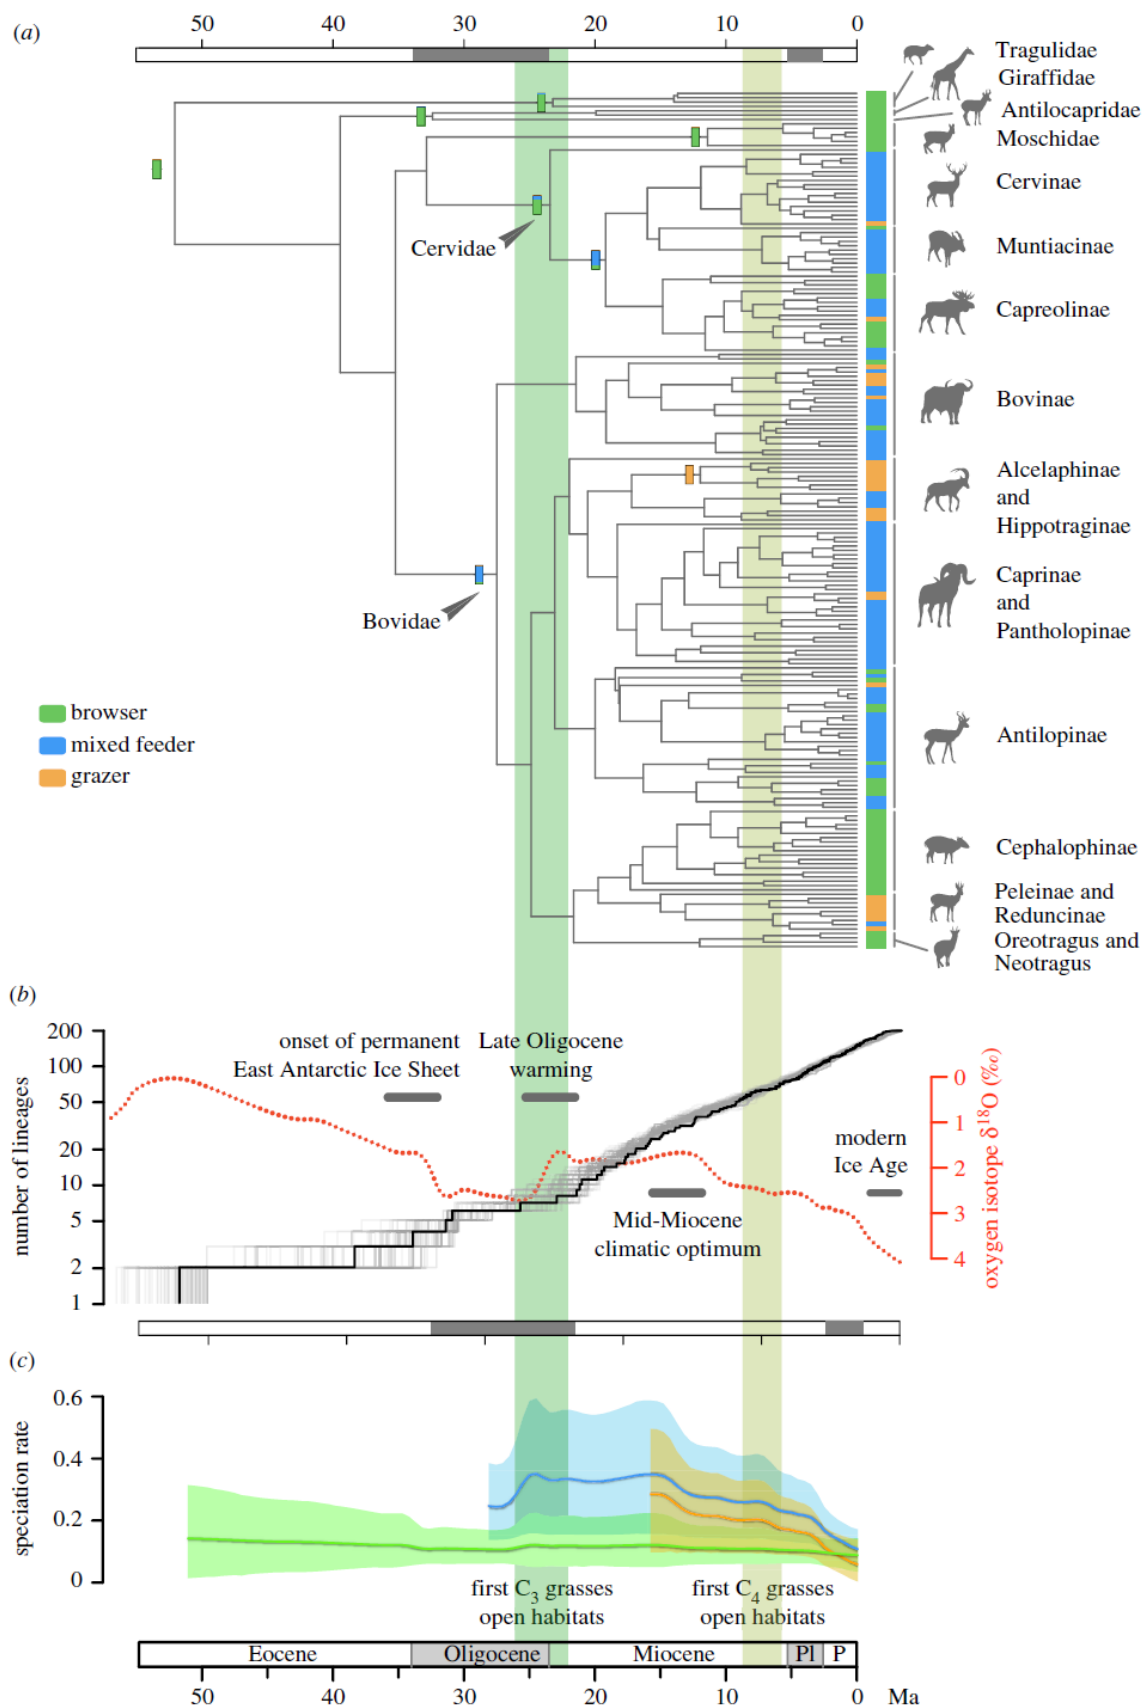 (a)
50 40 30 20 10 0
Tragulidae
Giraffidae
Antilocapridae
Moschidae
Cervinae
Cervidae
Muntiacinae
Capreolinae
Bovinae
Alcelaphinae
and
Hippotraginae
Caprinae
and
Pantholopinae
Bovidae
browser
mixed feeder
grazer
Antilopinae
Cephalophinae
Peleinae and
Reduncinae
Oreotragus and
Neotragus
(b)
number of lineages
200
100
50
20
10
5
2
1
onset of permanent
East Antarctic Ice Sheet
Late Oligocene
warming
Mid-Miocene
climatic optimum
modern
Ice Age
0
1
2
3
4
oxygen isotope δ18O (‰)
(c)
speciation rate
0.6
0.4
0.2
0
first C3 grasses
open habitats
first C4 grasses
open habitats
Eocene Oligocene Miocene Pl P
50 40 30 20 10 0 Ma